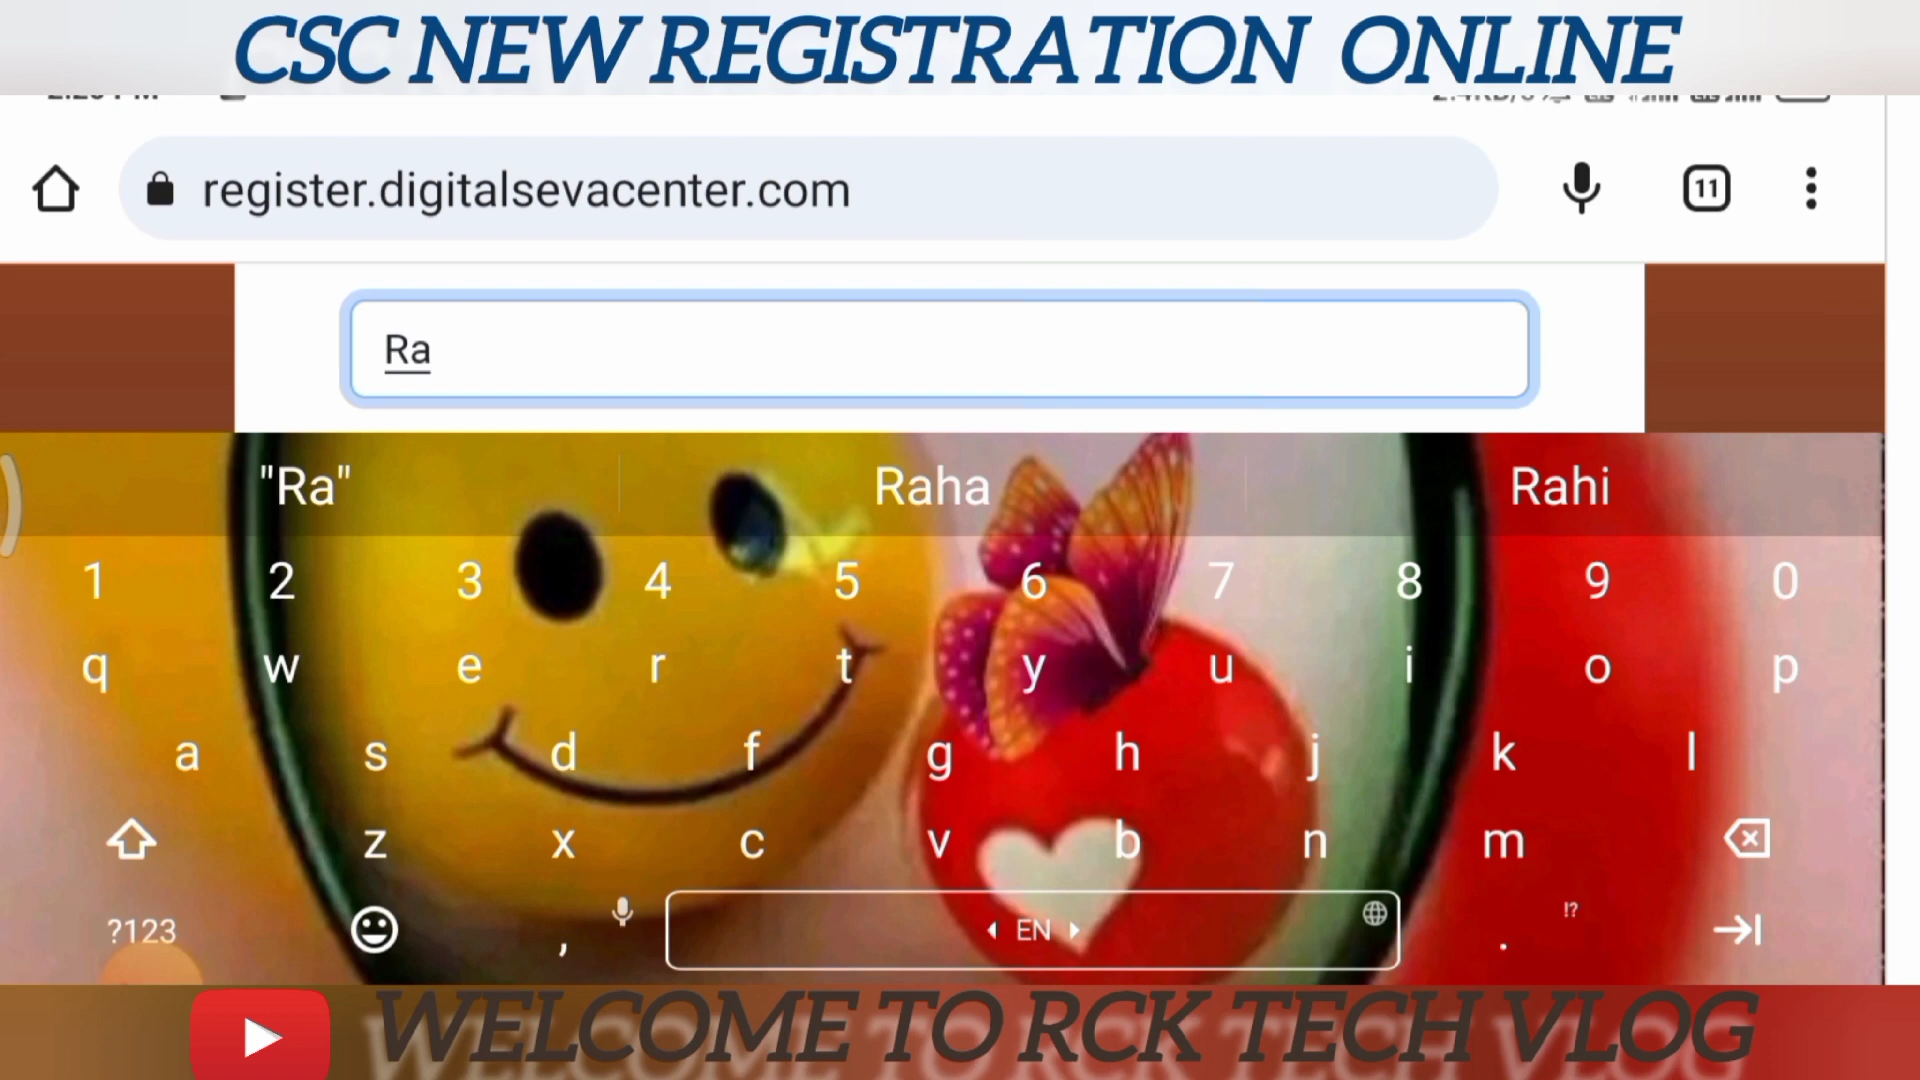 CSC NEW REGISTRATION ONLINE
register.digitalsevacenter.com
11
Ra
"Ra" Raha Rahi
1 2 3 4 5 6 7 8 9 0
q w e r t y u i o p
a s d f g h j k l
z x c v b n m
?123 , EN . !?
WELCOME TO RCK TECH VLOG